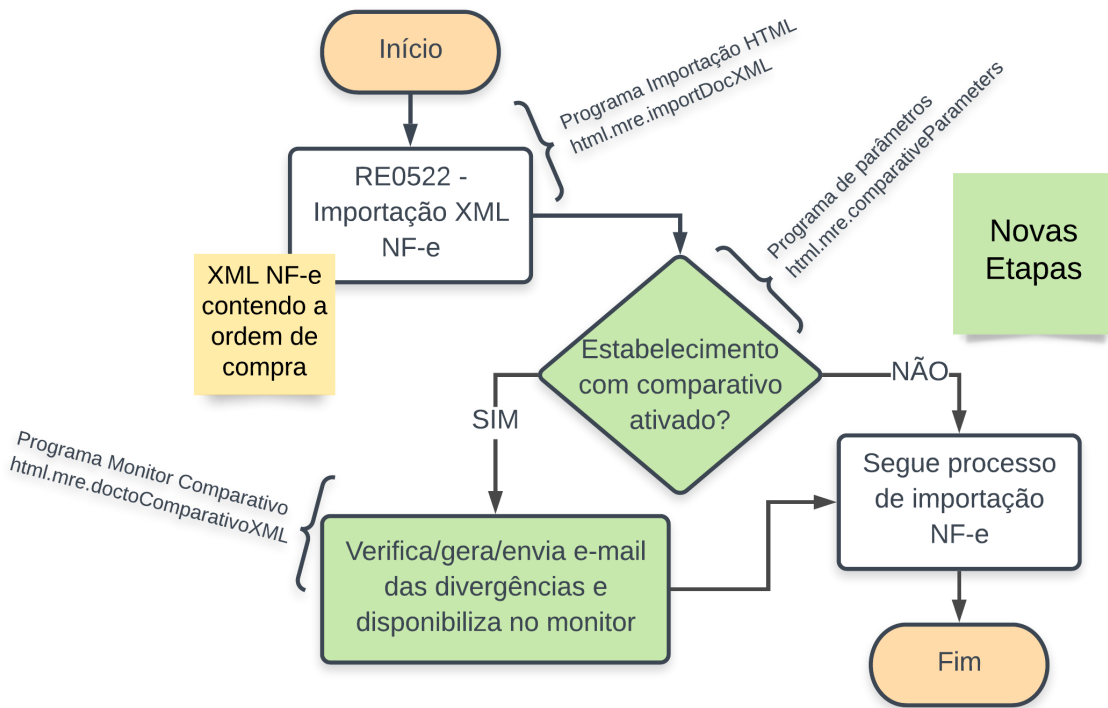 Início
Programa Importação HTML
html.mre.importDocXML
RE0522 -
Importação XML
NF-e
XML NF-e
contendo a
ordem de
compra
Programa de parâmetros
html.mre.comparativeParameters
Novas
Etapas
Estabelecimento
com comparativo
ativado?
NÃO
SIM
Programa Monitor Comparativo
html.mre.doctoComparativoXML
Verifica/gera/envia e-mail
das divergências e
disponibiliza no monitor
Segue processo
de importação
NF-e
Fim